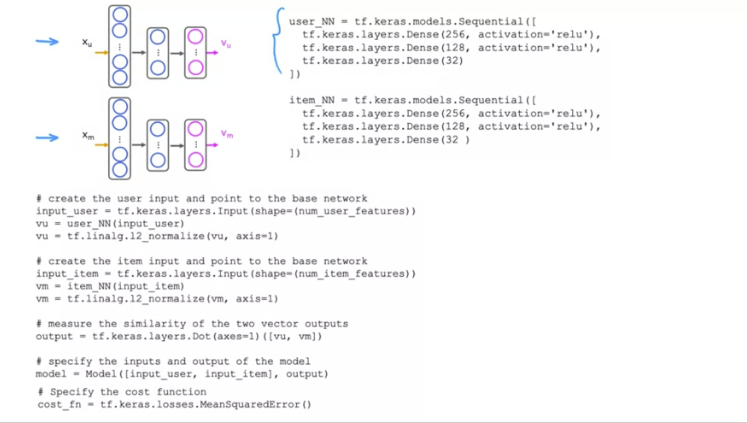 x_u
v_u
user_NN = tf.keras.models.Sequential([
tf.keras.layers.Dense(256, activation='relu'),
tf.keras.layers.Dense(128, activation='relu'),
tf.keras.layers.Dense(32)
])
x_m
v_m
item_NN = tf.keras.models.Sequential([
tf.keras.layers.Dense(256, activation='relu'),
tf.keras.layers.Dense(128, activation='relu'),
tf.keras.layers.Dense(32 )
])
# create the user input and point to the base network
input_user = tf.keras.layers.Input(shape=(num_user_features))
vu = user_NN(input_user)
vu = tf.linalg.l2_normalize(vu, axis=1)
# create the item input and point to the base network
input_item = tf.keras.layers.Input(shape=(num_item_features))
vm = item_NN(input_item)
vm = tf.linalg.l2_normalize(vm, axis=1)
# measure the similarity of the two vector outputs
output = tf.keras.layers.Dot(axes=1)([vu, vm])
# specify the inputs and output of the model
model = Model([input_user, input_item], output)
# Specify the cost function
cost_fn = tf.keras.losses.MeanSquaredError()